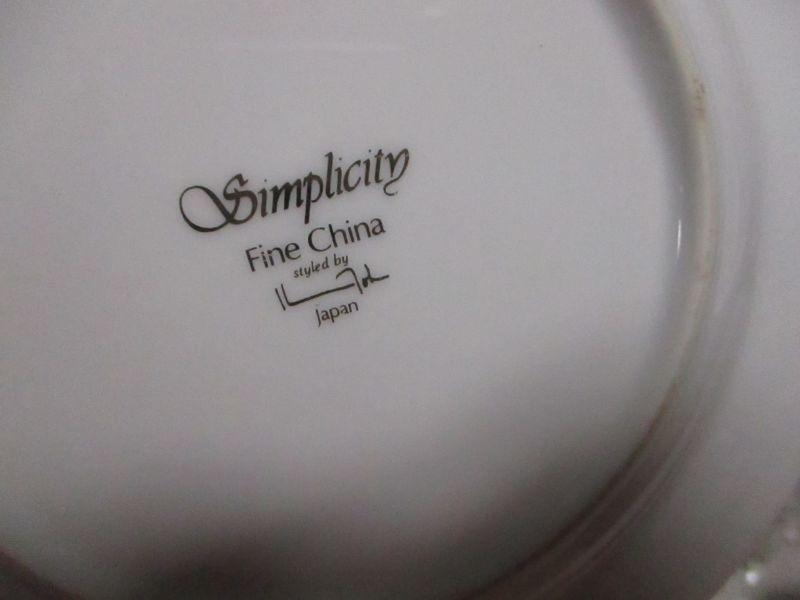 Simplicity
Fine China
styled by
Japan